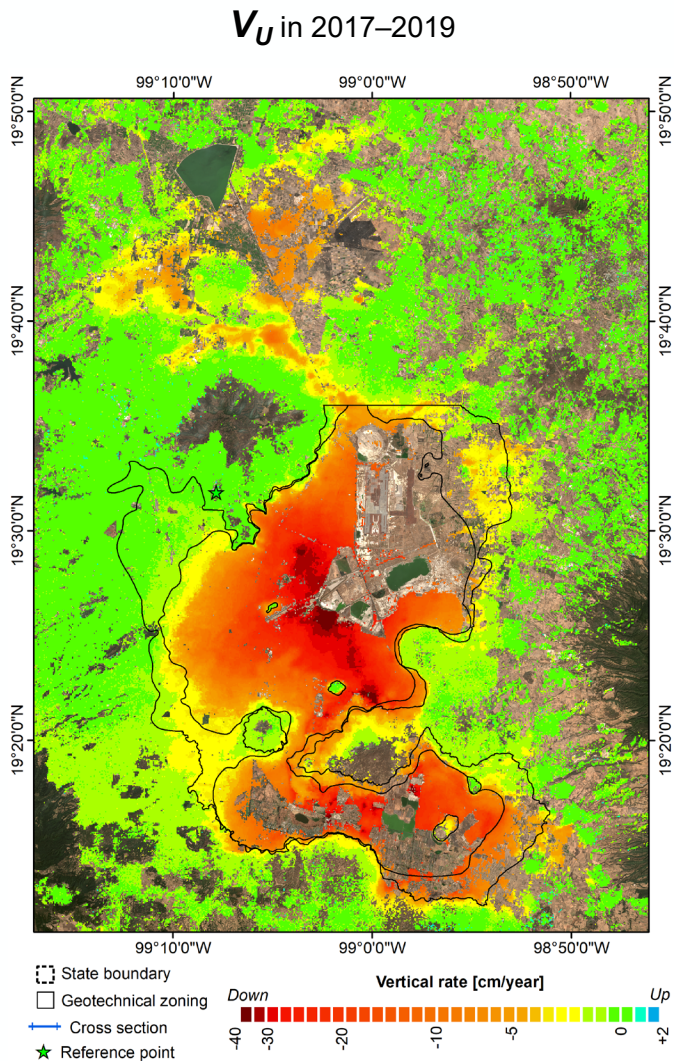 V_U in 2017–2019
99°10'0"W 99°0'0"W 98°50'0"W
19°50'0"N 19°50'0"N
19°40'0"N 19°40'0"N
19°30'0"N 19°30'0"N
19°20'0"N 19°20'0"N
99°10'0"W 99°0'0"W 98°50'0"W
State boundary
Geotechnical zoning
Cross section
Reference point
Vertical rate [cm/year]
Down Up
-40 -30 -20 -10 -5 0 +2